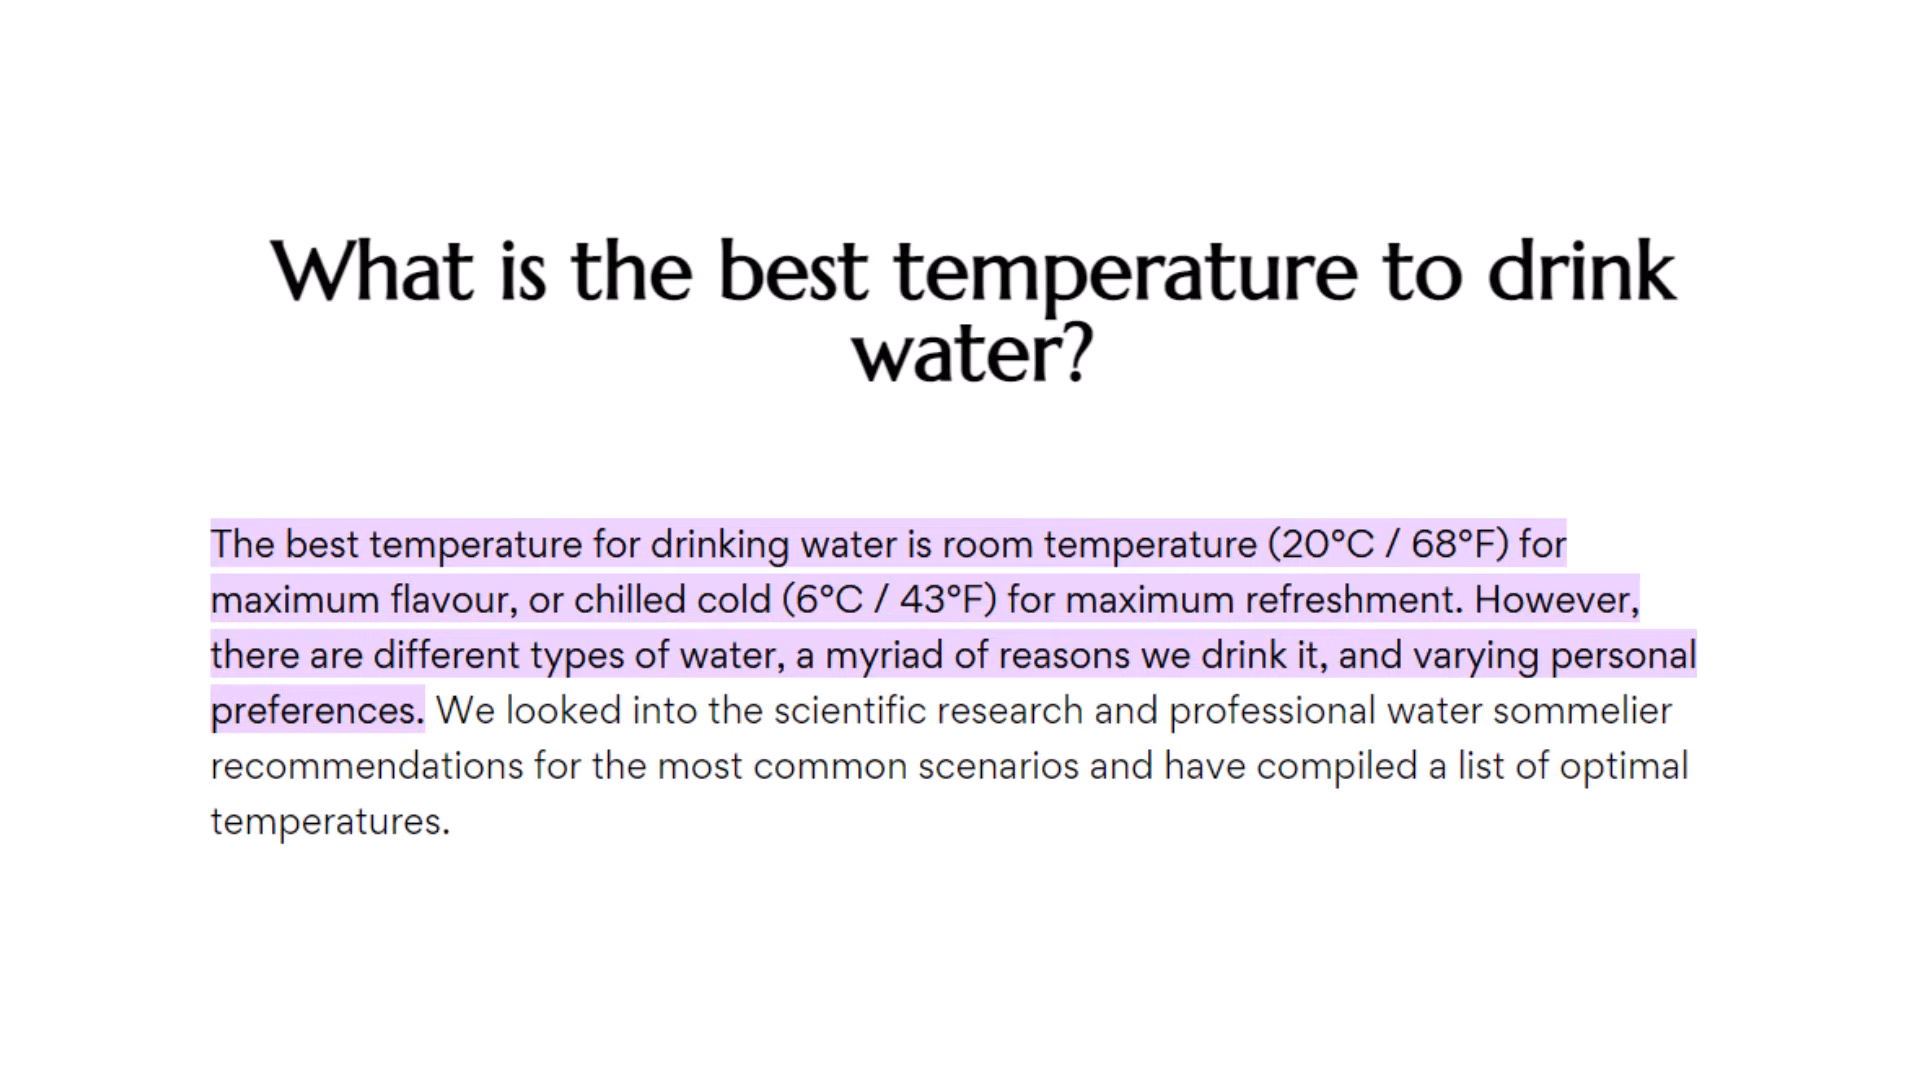 What is the best temperature to drink
water?
The best temperature for drinking water is room temperature (20°C / 68°F) for
maximum flavour, or chilled cold (6°C / 43°F) for maximum refreshment. However,
there are different types of water, a myriad of reasons we drink it, and varying personal
preferences. We looked into the scientific research and professional water sommelier
recommendations for the most common scenarios and have compiled a list of optimal
temperatures.